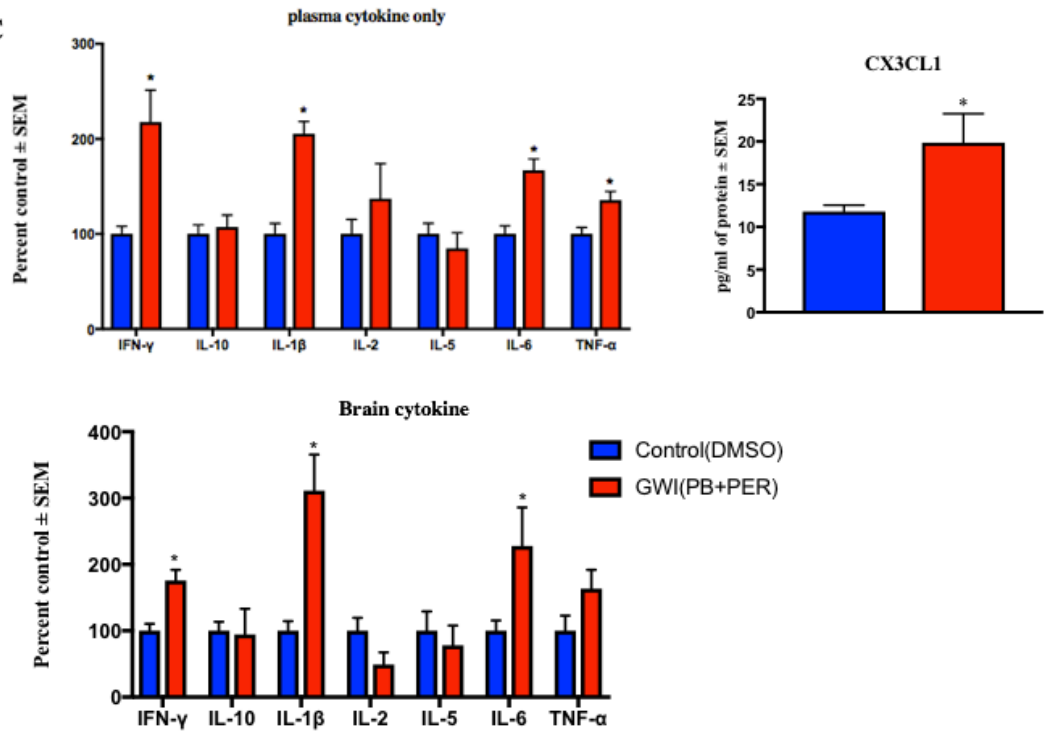 C
plasma cytokine only
Percent control ± SEM
300
200
100
0
IFN-γ IL-10 IL-1β IL-2 IL-5 IL-6 TNF-α
* * * *
CX3CL1
pg/ml of protein ± SEM
25
20
15
10
5
0
*
Brain cytokine
Percent control ± SEM
400
300
200
100
0
IFN-γ IL-10 IL-1β IL-2 IL-5 IL-6 TNF-α
* * *
Control(DMSO)
GWI(PB+PER)